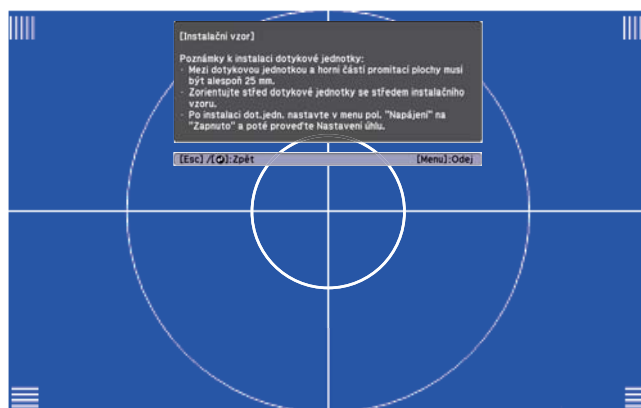 [Instalační vzor]
Poznámky k instalaci dotykové jednotky:
· Mezi dotykovou jednotkou a horní částí promítací plochy musí
být alespoň 25 mm.
· Zorientujte střed dotykové jednotky se středem instalačního
vzoru.
· Po instalaci dot.jedn. nastavte v menu pol. "Napájení" na
"Zapnuto" a poté proveďte Nastavení úhlu.
[Esc] /[⮌]:Zpět [Menu]:Odej